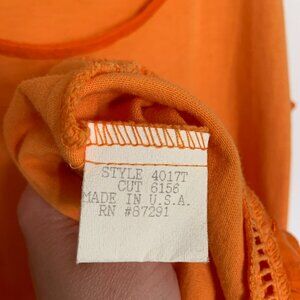 STYLE 4017T
CUT 6156
MADE IN U.S.A.
RN #87291